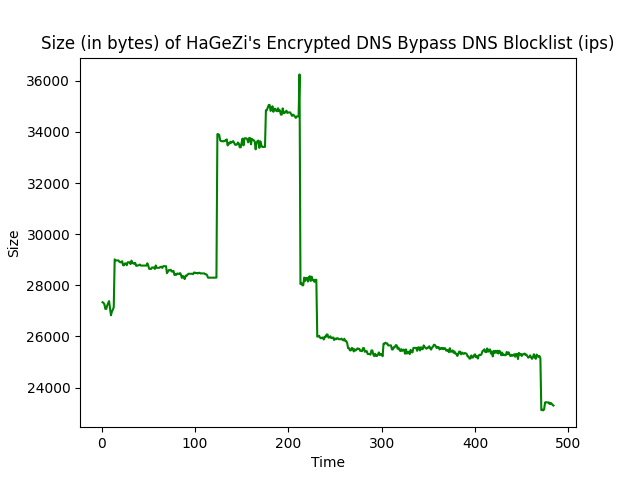 Size (in bytes) of HaGeZi's Encrypted DNS Bypass DNS Blocklist (ips)
36000
34000
32000
30000
28000
26000
24000
Size
0 100 200 300 400 500
Time